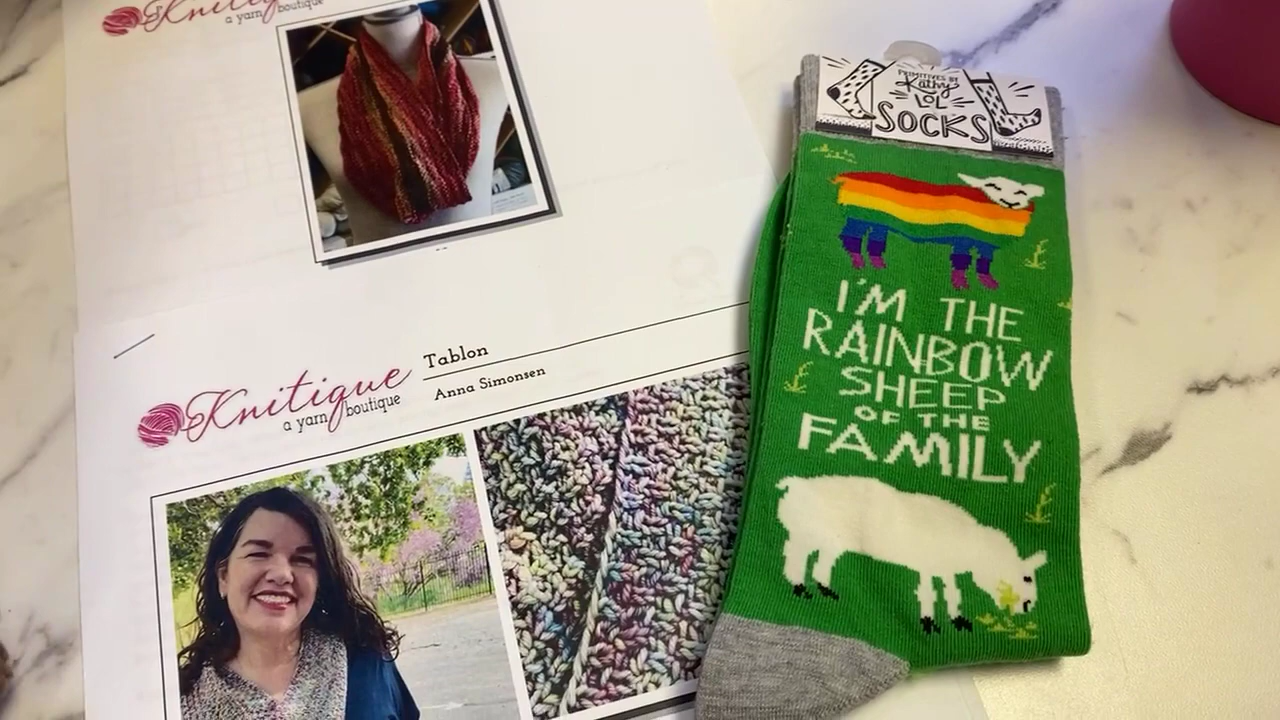 Knitique
a yarn boutique
PRIMITIVES BY
Kathy
LOL
SOCKS
I'M THE
RAINBOW
SHEEP
OF THE
FAMILY
Knitique
a yarn boutique
Tablon
Anna Simonsen